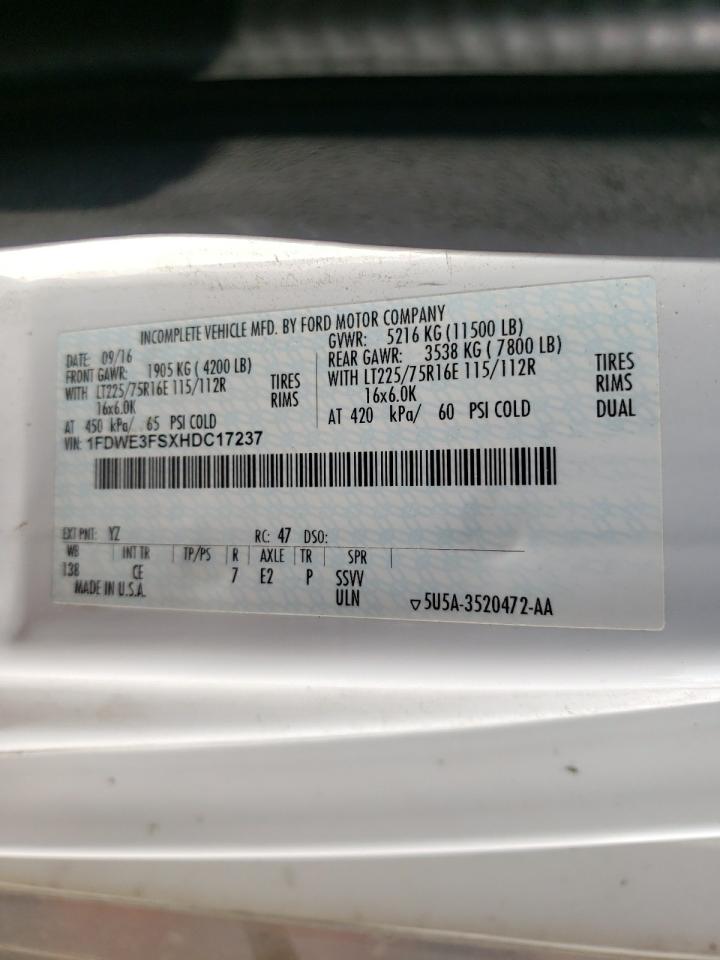 INCOMPLETE VEHICLE MFD. BY FORD MOTOR COMPANY
DATE: 09/16
FRONT GAWR: 1905 KG ( 4200 LB)
WITH LT225/75R16E 115/112R TIRES
16x6.0K RIMS
AT 450 kPa/ 65 PSI COLD
GVWR: 5216 KG (11500 LB)
REAR GAWR: 3538 KG ( 7800 LB)
WITH LT225/75R16E 115/112R TIRES
16x6.0K RIMS
AT 420 kPa/ 60 PSI COLD DUAL
VIN: 1FDWE3FSXHDC17237
EXT PNT: YZ RC: 47 DSO:
WB INT TR TP/PS R AXLE TR SPR
138 CE 7 E2 P SSVV
MADE IN U.S.A. ULN
▽5U5A-3520472-AA